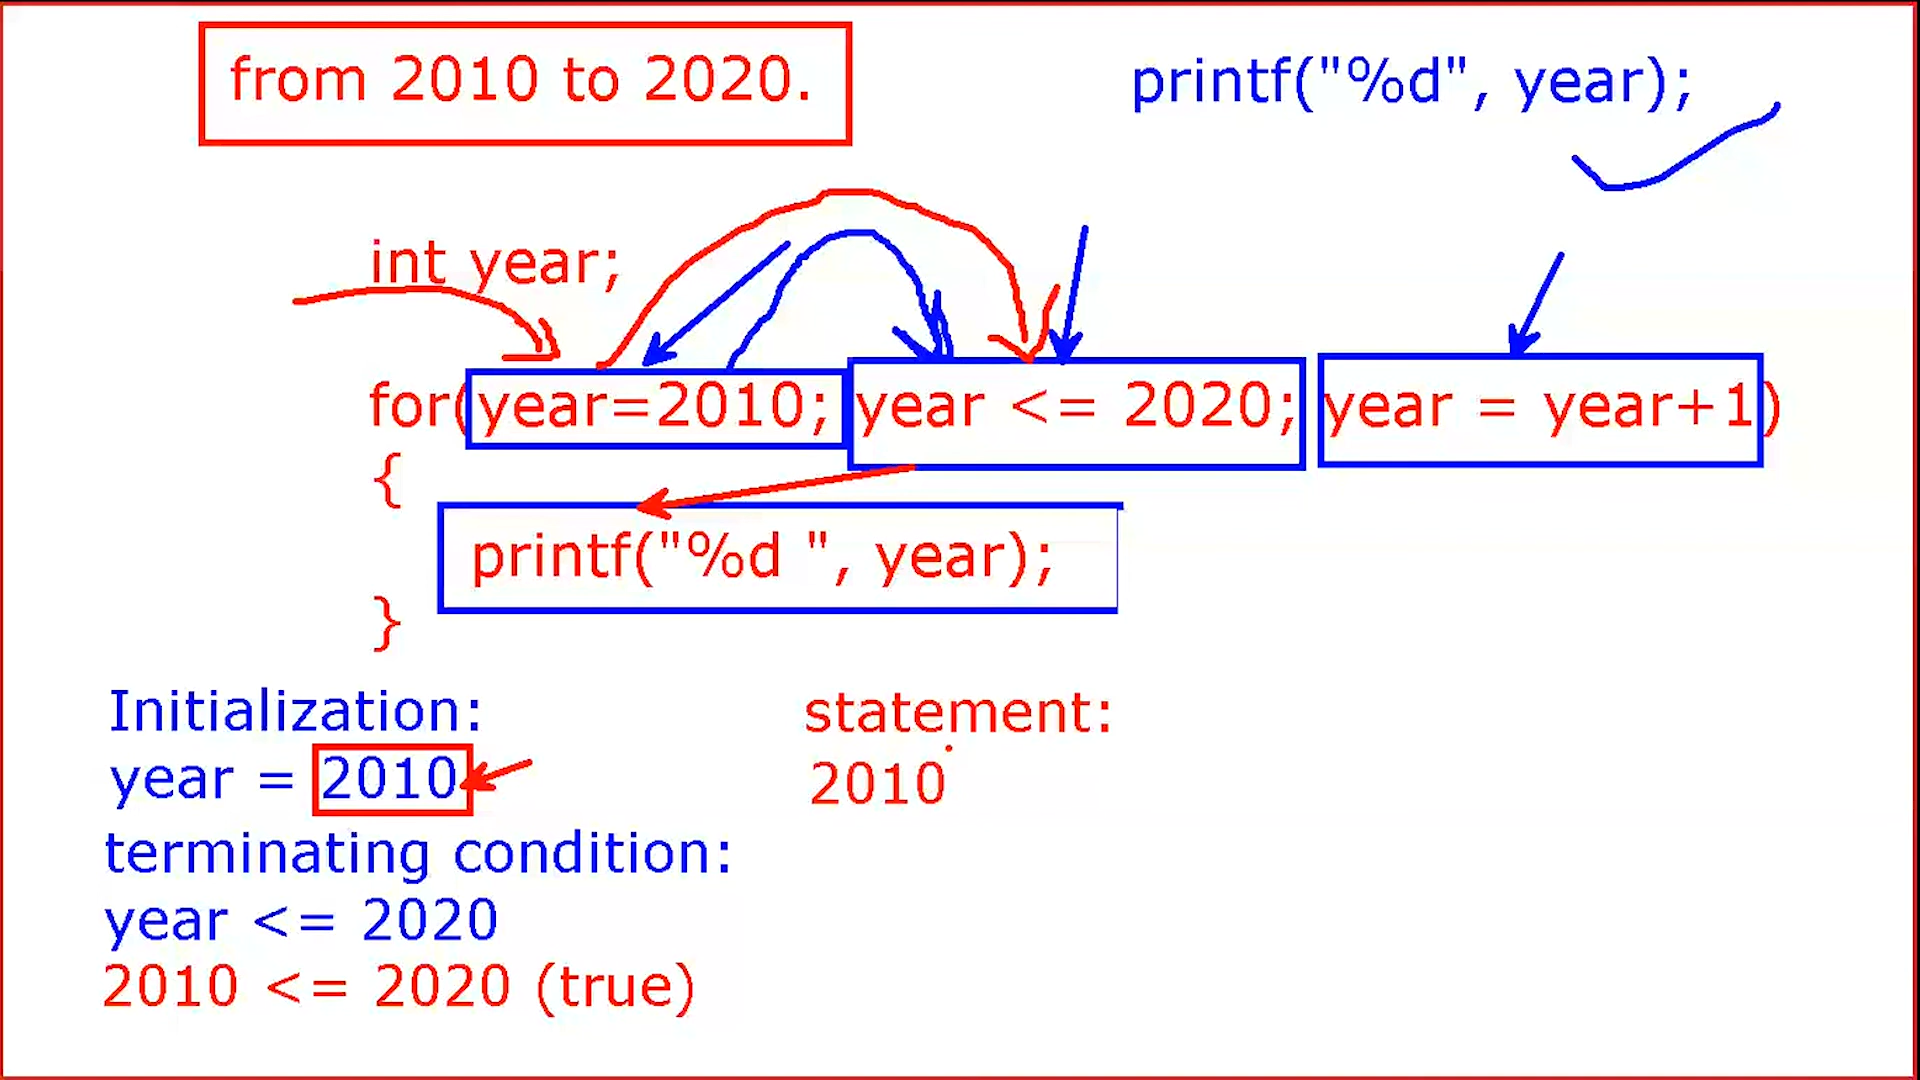 from 2010 to 2020.
printf("%d", year);
int year;
for(year=2010; year <= 2020; year = year+1)
{
printf("%d ", year);
}
Initialization:
year = 2010
terminating condition:
year <= 2020
2010 <= 2020 (true)
statement:
2010